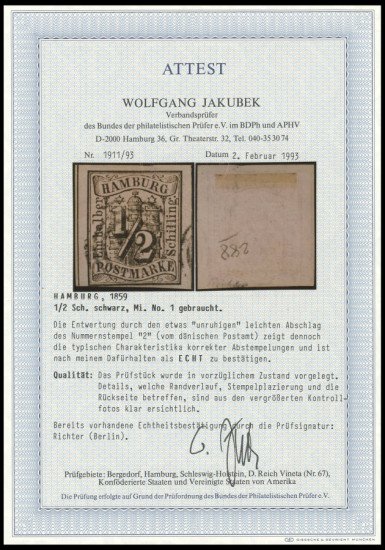 ATTEST
WOLFGANG JAKUBEK
Verbandsprüfer
des Bundes der philatelistischen Prüfer e.V. im BDPh und APHV
D-2000 Hamburg 36, Gr. Theaterstr. 32, Tel. 040-35 30 74
Nr. 1911/93 Datum 2. Februar 1993
HAMBURG
Ein halber 1/2 Schilling
POSTMARKE
HAMBURG, 1859
1/2 Sch. schwarz, Mi. No. 1 gebraucht.
Die Entwertung durch den etwas "unruhigen" leichten Abschlag
des Nummernstempel "2" (vom dänischen Postamt) zeigt dennoch
die typischen Charakteristika korrekter Abstempelungen und ist
nach meinem Dafürhalten als ECHT zu bestätigen.
Qualität: Das Prüfstück wurde in vorzüglichem Zustand vorgelegt.
Details, welche Randverlauf, Stempelplazierung und die
Rückseite betreffen, sind aus den vergrößerten Kontroll-
fotos klar ersichtlich.
Bereits vorhandene Echtheitsbestätigung durch die Prüfsignatur:
Richter (Berlin).
Prüfgebiete: Bergedorf, Hamburg, Schleswig-Holstein, D. Reich Vineta (Nr. 67),
Konföderierte Staaten und Vereinigte Staaten von Amerika
Die Prüfung erfolgte auf Grund der Prüfordnung des Bundes der Philatelistischen Prüfer e.V.
GIESECKE & DEVRIENT MÜNCHEN